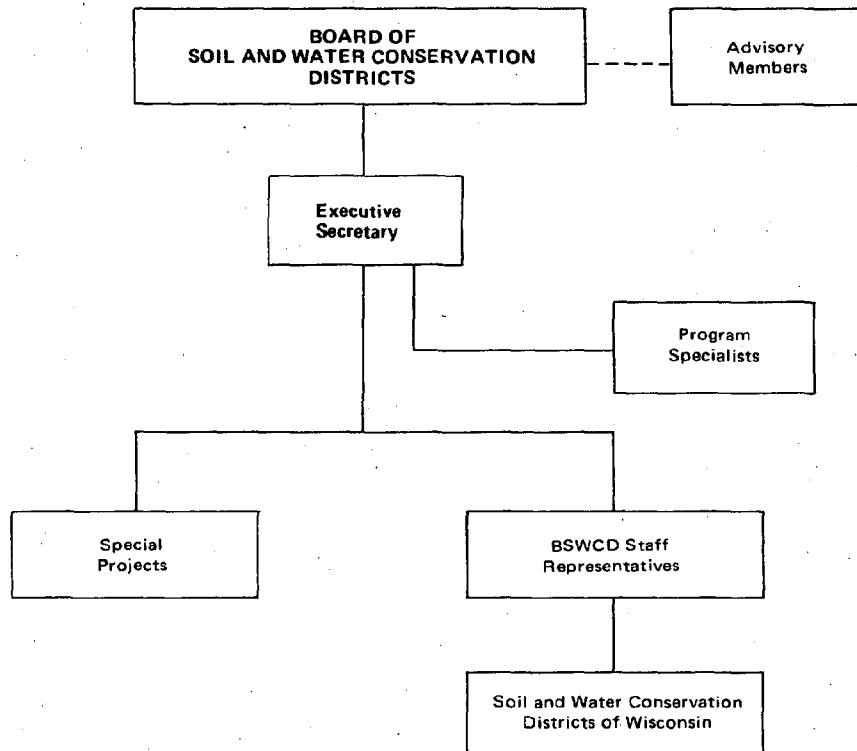 BOARD OF
SOIL AND WATER CONSERVATION
DISTRICTS
Advisory
Members
Executive
Secretary
Program
Specialists
Special
Projects
BSWCD Staff
Representatives
Soil and Water Conservation
Districts of Wisconsin